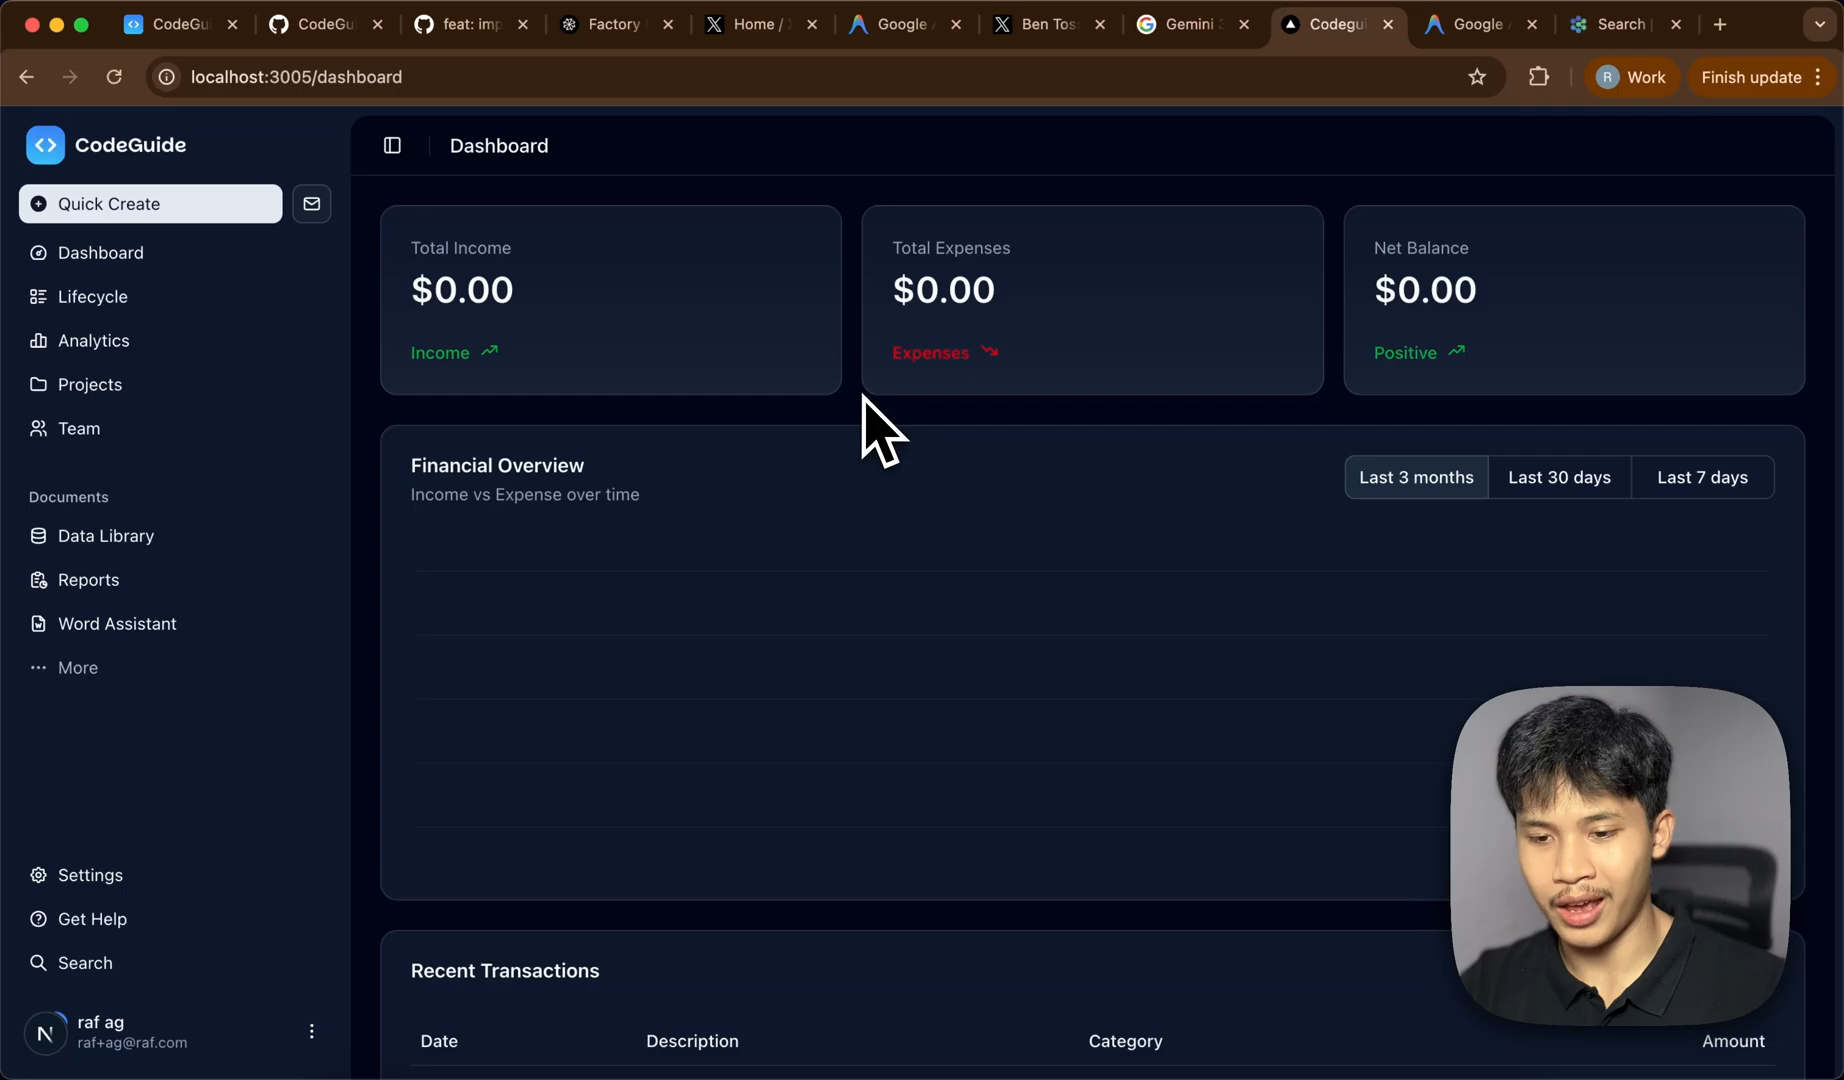 CodeGui
CodeGui
feat: imp
Factory
Home /
Google
Ben Tos
Gemini
Codegui
Google
Search
localhost:3005/dashboard
R
Work
Finish update
CodeGuide
Dashboard
Quick Create
Dashboard
Lifecycle
Analytics
Projects
Team
Documents
Data Library
Reports
Word Assistant
More
Settings
Get Help
Search
N
raf ag
raf+ag@raf.com
Total Income
$0.00
Income
Total Expenses
$0.00
Expenses
Net Balance
$0.00
Positive
Financial Overview
Income vs Expense over time
Last 3 months
Last 30 days
Last 7 days
Recent Transactions
Date Description Category Amount